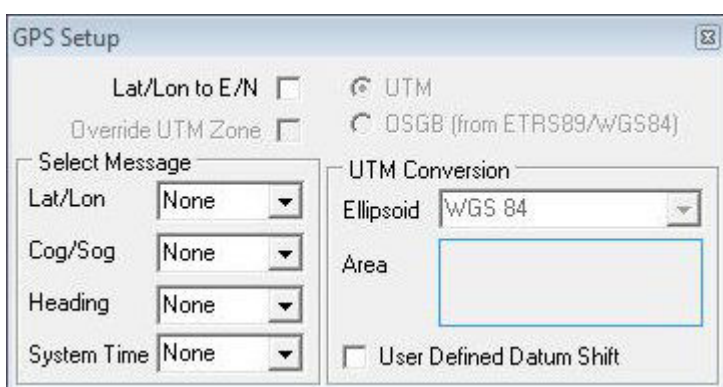 GPS Setup
Lat/Lon to E/N
UTM
Override UTM Zone
OSGB (from ETRS89/WGS84)
Select Message
Lat/Lon None
Cog/Sog None
Heading None
System Time None
UTM Conversion
Ellipsoid WGS 84
Area
User Defined Datum Shift